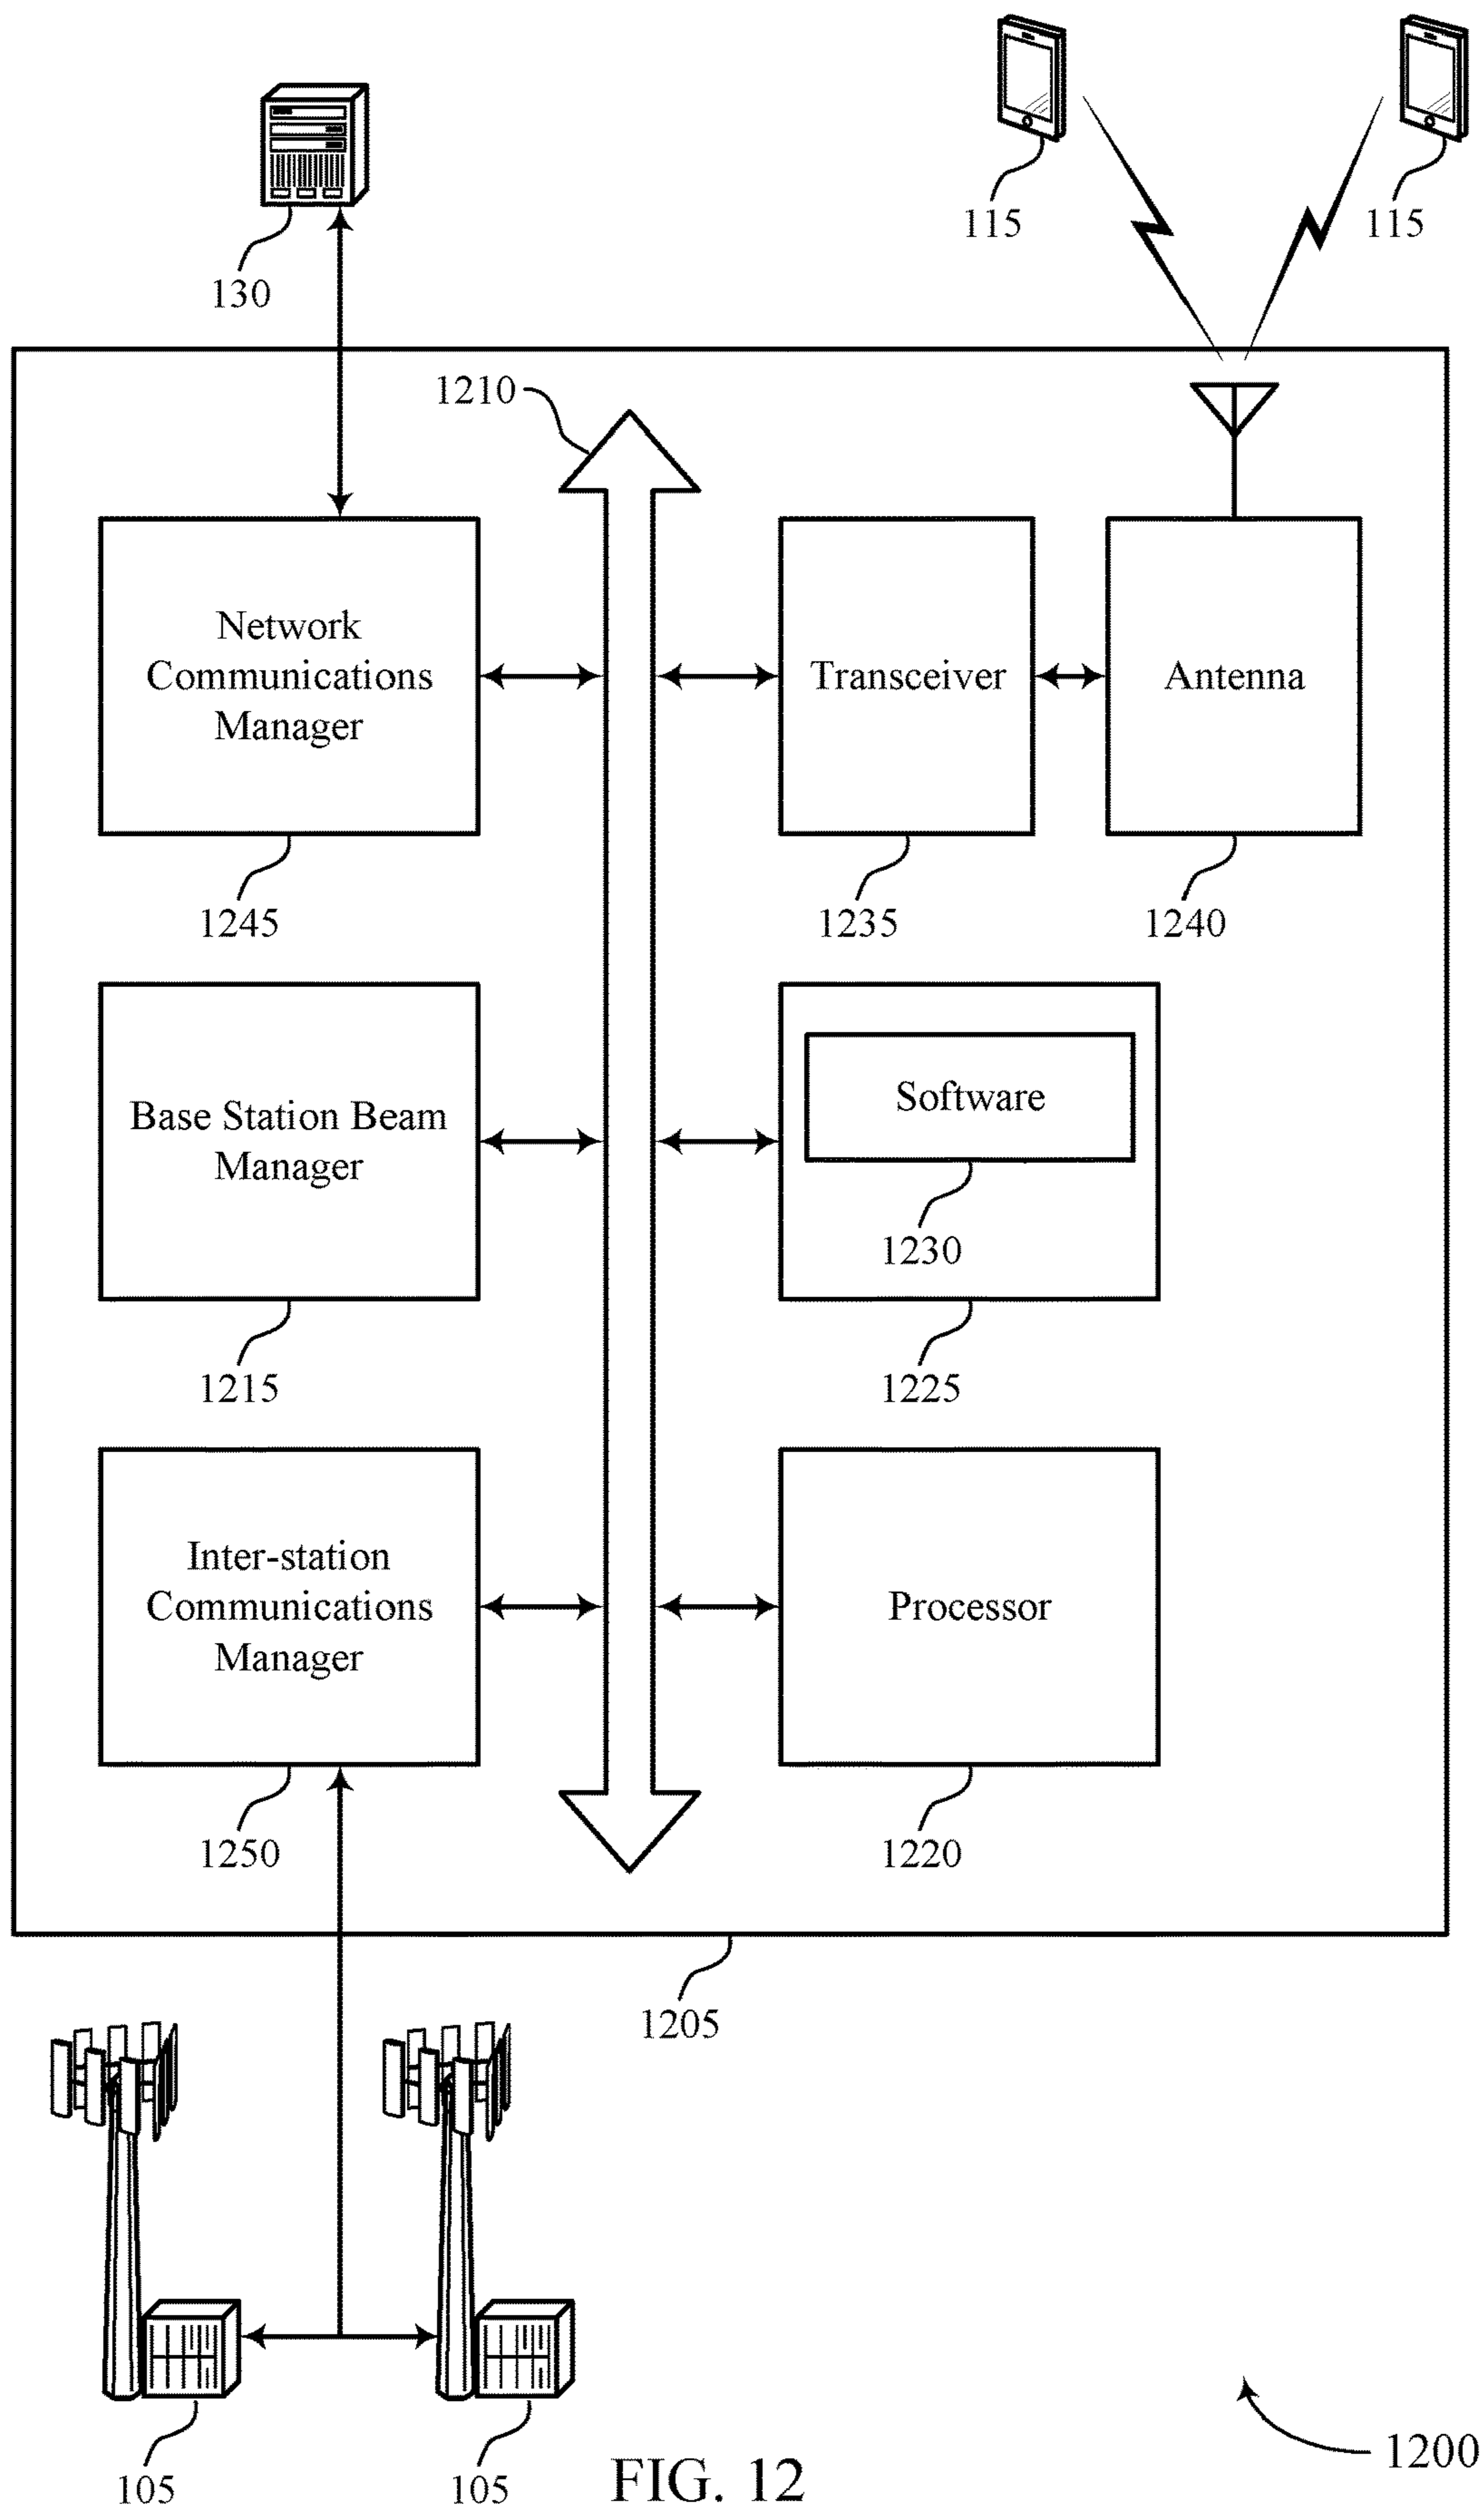 115
115
130
1210
Network
Communications
Manager
Transceiver
Antenna
1245
1235
1240
Base Station Beam
Manager
Software
1230
1215
1225
Inter-station
Communications
Manager
Processor
1250
1220
1205
105
105
FIG. 12
1200